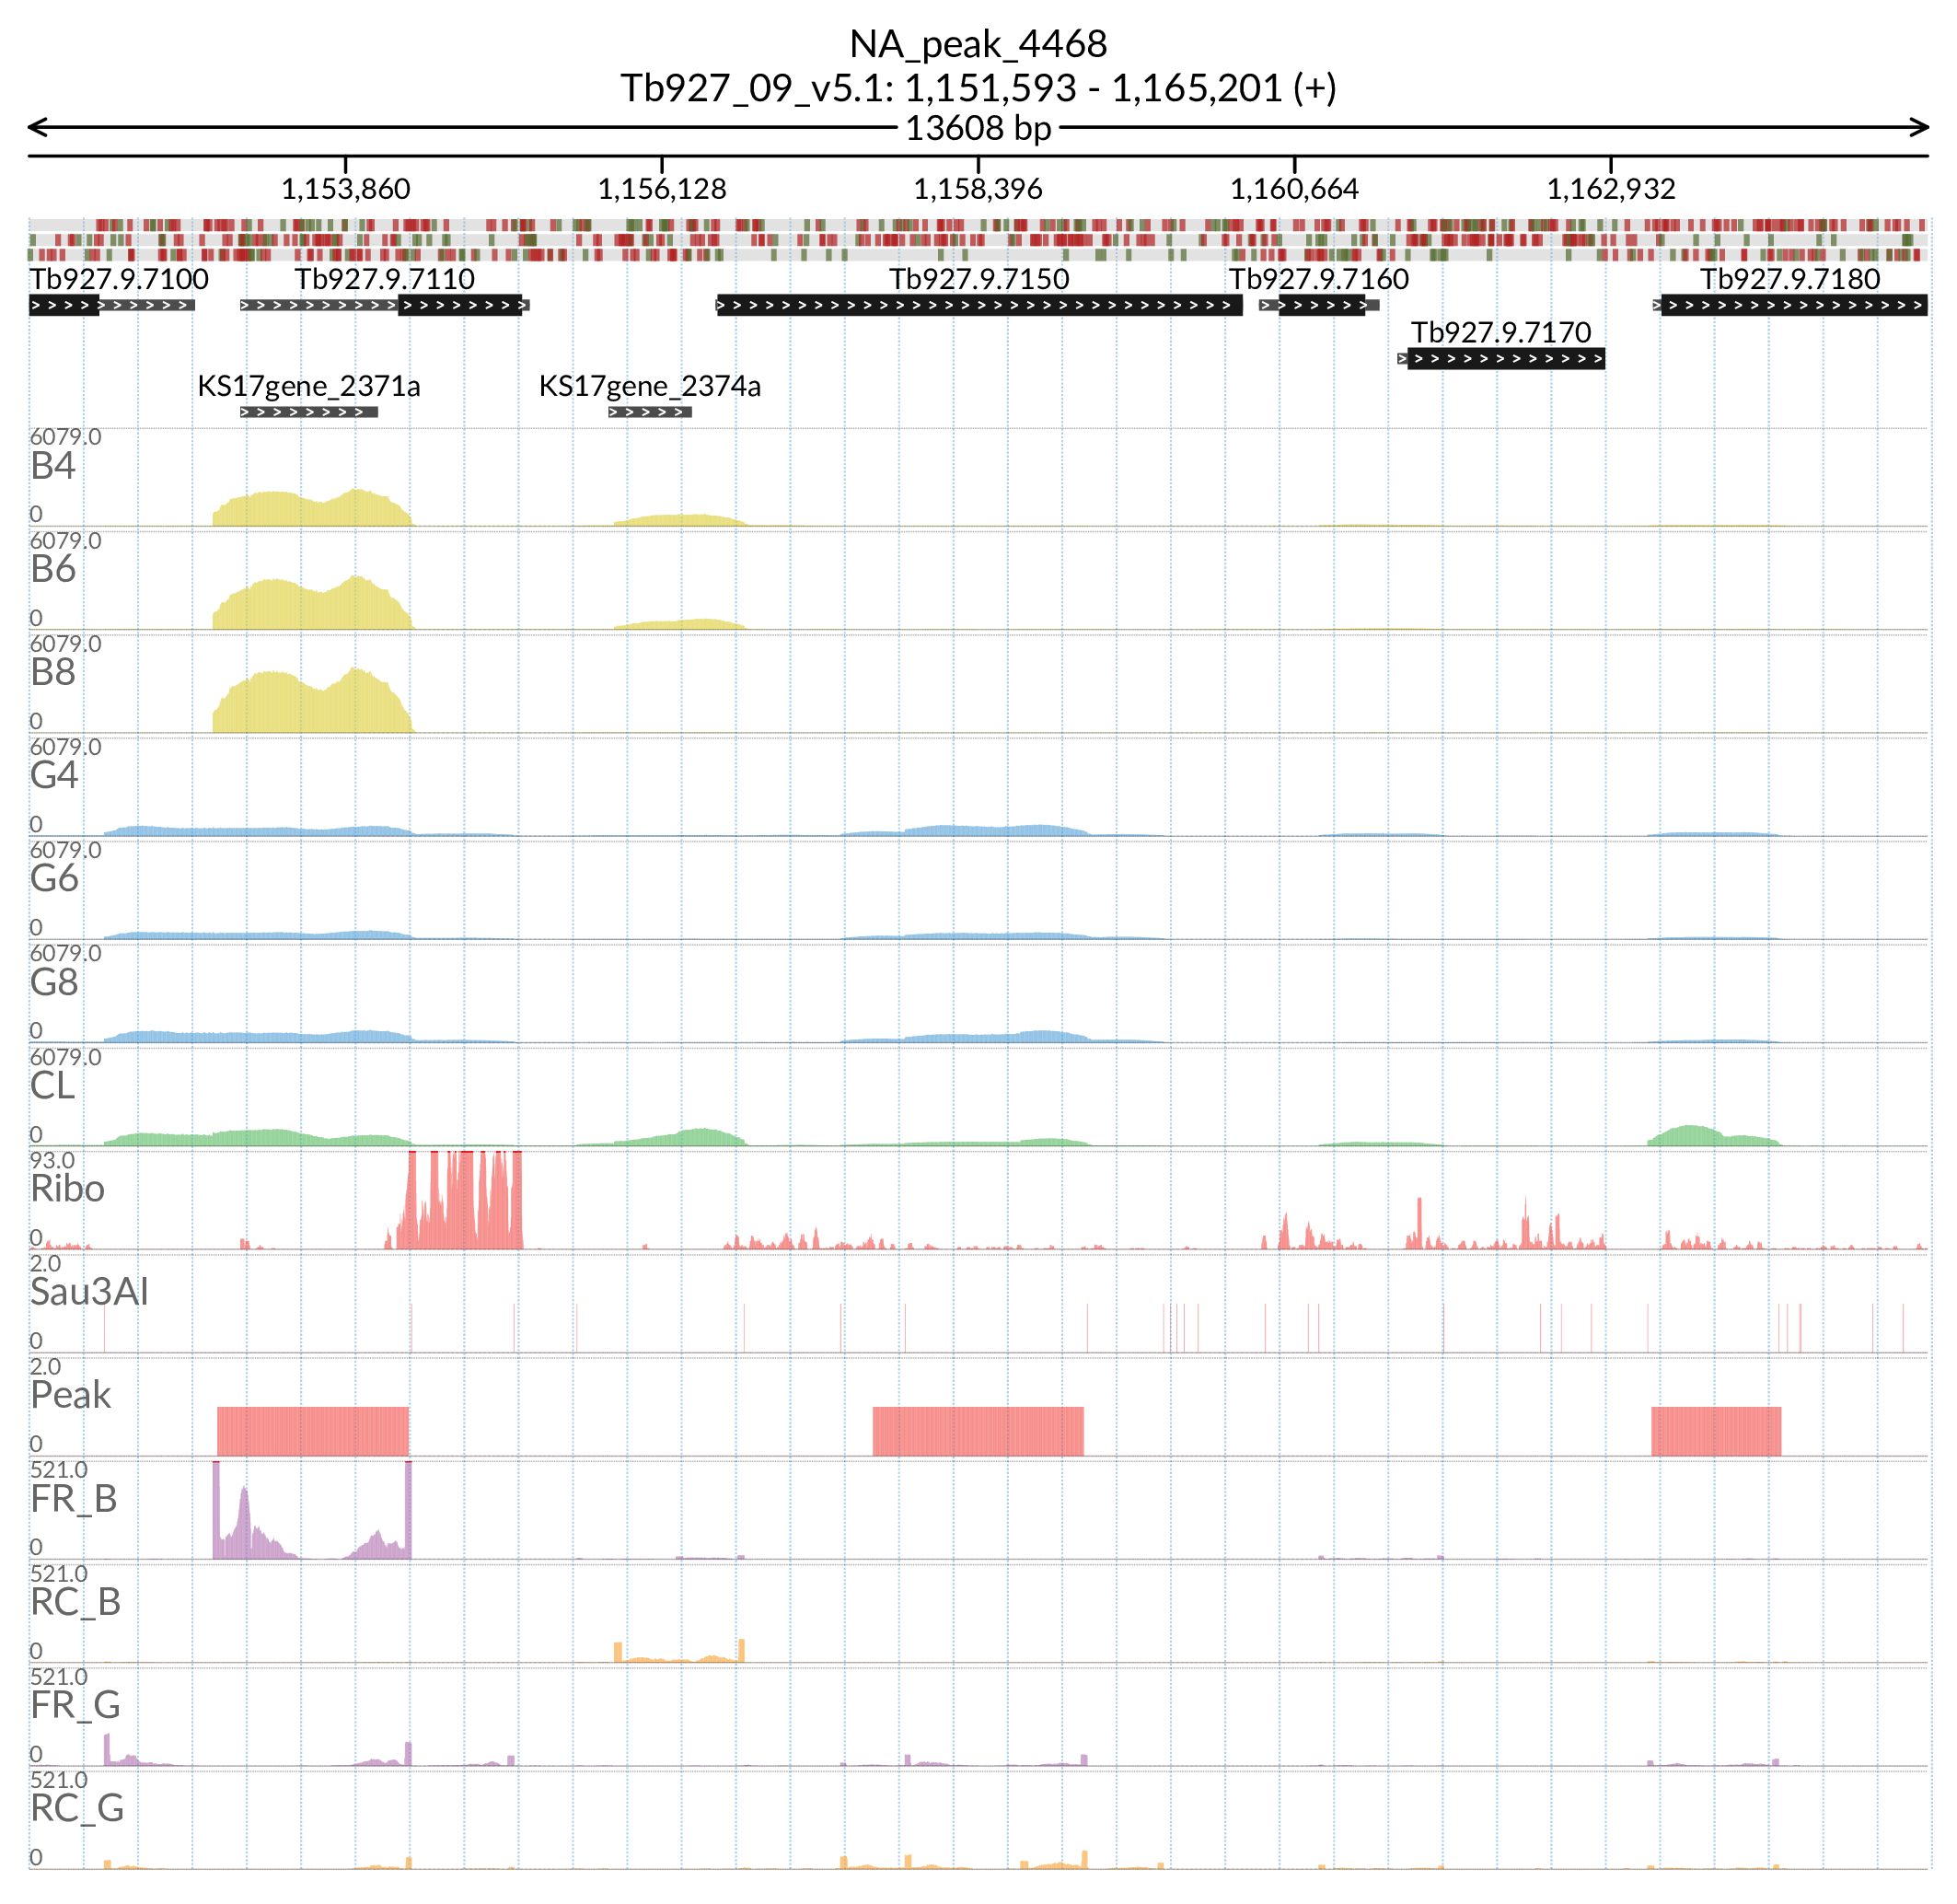 NA_peak_4468
Tb927_09_v5.1: 1,151,593 - 1,165,201 (+)
13608 bp
1,153,860 1,156,128 1,158,396 1,160,664 1,162,932
Tb927.9.7100 Tb927.9.7110 Tb927.9.7150 Tb927.9.7160 Tb927.9.7180
Tb927.9.7170
KS17gene_2371a KS17gene_2374a
6079.0
B4
0
6079.0
B6
0
6079.0
B8
0
6079.0
G4
0
6079.0
G6
0
6079.0
G8
0
6079.0
CL
0
93.0
Ribo
0
2.0
Sau3AI
0
2.0
Peak
0
521.0
FR_B
0
521.0
RC_B
0
521.0
FR_G
0
521.0
RC_G
0